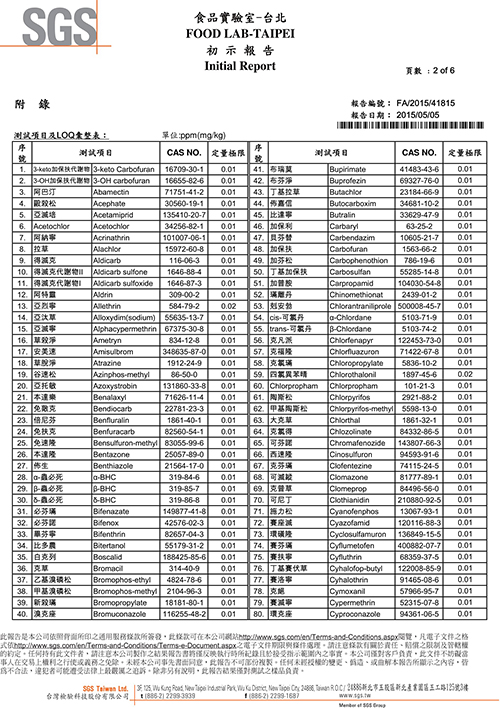 SGS
食品實驗室-台北
FOOD LAB-TAIPEI
初示報告
Initial Report
頁數 : 2 of 6
附 錄
報告編號: FA/2015/41815
報告日期: 2015/05/05
測試項目及LOQ彙整表: 單位:ppm(mg/kg)
序號 測試項目 CAS NO. 定量極限 序號 測試項目 CAS NO. 定量極限
1. 3-keto加保扶代謝物 3-keto Carbofuran 16709-30-1 0.01 41. 布瑞莫 Bupirimate 41483-43-6 0.01
2. 3-OH加保扶代謝物 3-OH carbofuran 16655-82-6 0.01 42. 布芬淨 Buprofezin 69327-76-0 0.01
3. 阿巴汀 Abamectin 71751-41-2 0.01 43. 丁基拉草 Butachlor 23184-66-9 0.01
4. 毆殺松 Acephate 30560-19-1 0.01 44. 佈嘉信 Butocarboxim 34681-10-2 0.01
5. 亞滅培 Acetamiprid 135410-20-7 0.01 45. 比達寧 Butralin 33629-47-9 0.01
6. Acetochlor Acetochlor 34256-82-1 0.01 46. 加保利 Carbaryl 63-25-2 0.01
7. 阿納寧 Acrinathrin 101007-06-1 0.01 47. 貝芬替 Carbendazim 10605-21-7 0.01
8. 拉草 Alachlor 15972-60-8 0.01 48. 加保扶 Carbofuran 1563-66-2 0.01
9. 得滅克 Aldicarb 116-06-3 0.01 49. 加芬松 Carbophenothion 786-19-6 0.01
10. 得滅克代謝物II Aldicarb sulfone 1646-88-4 0.01 50. 丁基加保扶 Carbosulfan 55285-14-8 0.01
11. 得滅克代謝物I Aldicarb sulfoxide 1646-87-3 0.01 51. 加普胺 Carpropamid 104030-54-8 0.01
12. 阿特靈 Aldrin 309-00-2 0.01 52. 蟎離丹 Chinomethionat 2439-01-2 0.01
13. 亞烈寧 Allethrin 584-79-2 0.02 53. 剋安勃 Chlorantraniliprole 500008-45-7 0.01
14. 亞汰草 Alloxydim(sodium) 55635-13-7 0.01 54. cis-可氯丹 α-Chlordane 5103-71-9 0.01
15. 亞滅寧 Alphacypermethrin 67375-30-8 0.01 55. trans-可氯丹 β-Chlordane 5103-74-2 0.01
16. 草殺淨 Ametryn 834-12-8 0.01 56. 克凡派 Chlorfenapyr 122453-73-0 0.01
17. 安美速 Amisulbrom 348635-87-0 0.01 57. 克福隆 Chlorfluazuron 71422-67-8 0.01
18. 草脫淨 Atrazine 1912-24-9 0.01 58. 克氯蟎 Chloropropylate 5836-10-2 0.01
19. 谷速松 Azinphos-methyl 86-50-0 0.01 59. 四氯異苯腈 Chlorothalonil 1897-45-6 0.02
20. 亞托敏 Azoxystrobin 131860-33-8 0.01 60. Chlorpropham Chlorpropham 101-21-3 0.01
21. 本達樂 Benalaxyl 71626-11-4 0.01 61. 陶斯松 Chlorpyrifos 2921-88-2 0.01
22. 免敵克 Bendiocarb 22781-23-3 0.01 62. 甲基陶斯松 Chlorpyrifos-methyl 5598-13-0 0.01
23. 倍尼芬 Benfluralin 1861-40-1 0.01 63. 大克草 Chlorthal 1861-32-1 0.01
24. 免扶克 Benfuracarb 82560-54-1 0.01 64. 克氯得 Chlozolinate 84332-86-5 0.01
25. 免速隆 Bensulfuron-methyl 83055-99-6 0.01 65. 可芬諾 Chromafenozide 143807-66-3 0.01
26. 本達隆 Bentazone 25057-89-0 0.01 66. 西速隆 Cinosulfuron 94593-91-6 0.01
27. 佈生 Benthiazole 21564-17-0 0.01 67. 克芬蟎 Clofentezine 74115-24-5 0.01
28. α-蟲必死 α-BHC 319-84-6 0.01 68. 可滅蹤 Clomazone 81777-89-1 0.01
29. β-蟲必死 β-BHC 319-85-7 0.01 69. 克普草 Clomeprop 84496-56-0 0.01
30. δ-蟲必死 δ-BHC 319-86-8 0.01 70. 可尼丁 Clothianidin 210880-92-5 0.01
31. 必芬蟎 Bifenazate 149877-41-8 0.01 71. 施力松 Cyanofenphos 13067-93-1 0.01
32. 必芬諾 Bifenox 42576-02-3 0.01 72. 賽座滅 Cyazofamid 120116-88-3 0.01
33. 畢芬寧 Bifenthrin 82657-04-3 0.01 73. 環磺隆 Cyclosulfamuron 136849-15-5 0.01
34. 比多農 Bitertanol 55179-31-2 0.01 74. 賽芬蟎 Cyflumetofen 400882-07-7 0.01
35. 白克列 Boscalid 188425-85-6 0.01 75. 賽扶寧 Cyfluthrin 68359-37-5 0.01
36. 克草 Bromacil 314-40-9 0.01 76. 丁基賽伏草 Cyhalofop-butyl 122008-85-9 0.01
37. 乙基溴磷松 Bromophos-ethyl 4824-78-6 0.01 77. 賽洛寧 Cyhalothrin 91465-08-6 0.01
38. 甲基溴磷松 Bromophos-methyl 2104-96-3 0.01 78. 克絕 Cymoxanil 57966-95-7 0.01
39. 新殺蟎 Bromopropylate 18181-80-1 0.01 79. 賽滅寧 Cypermethrin 52315-07-8 0.01
40. 溴克座 Bromuconazole 116255-48-2 0.01 80. 環克座 Cyproconazole 94361-06-5 0.01
此報告是本公司依照背面所印之通用服務條款所簽發，此條款可在本公司網站http://www.sgs.com/en/Terms-and-Conditions.aspx閱覽，凡電子文件之格
式依http://www.sgs.com/en/Terms-and-Conditions/Terms-e-Document.aspx之電子文件期限與條件處理。請注意條款有關於責任、賠償之限制及管轄權
的約定。任何持有此文件者，請注意本公司製作之結果報告書將僅反映執行時所紀錄且於接受指示範圍內之事實。本公司僅對客戶負責，此文件不妨礙當
事人在交易上權利之行使或義務之免除。未經本公司事先書面同意，此報告不可部份複製。任何未經授權的變更、偽造、或曲解本報告所顯示之內容，皆
為不合法，違犯者可能遭受法律上最嚴厲之追訴。除非另有說明，此報告結果僅對測試之樣品負責。
SGS Taiwan Ltd.
台灣檢驗科技股份有限公司
t (886-2) 2299-3939 f (886-2) 2299-1687 www.sgs.tw
Member of SGS Group